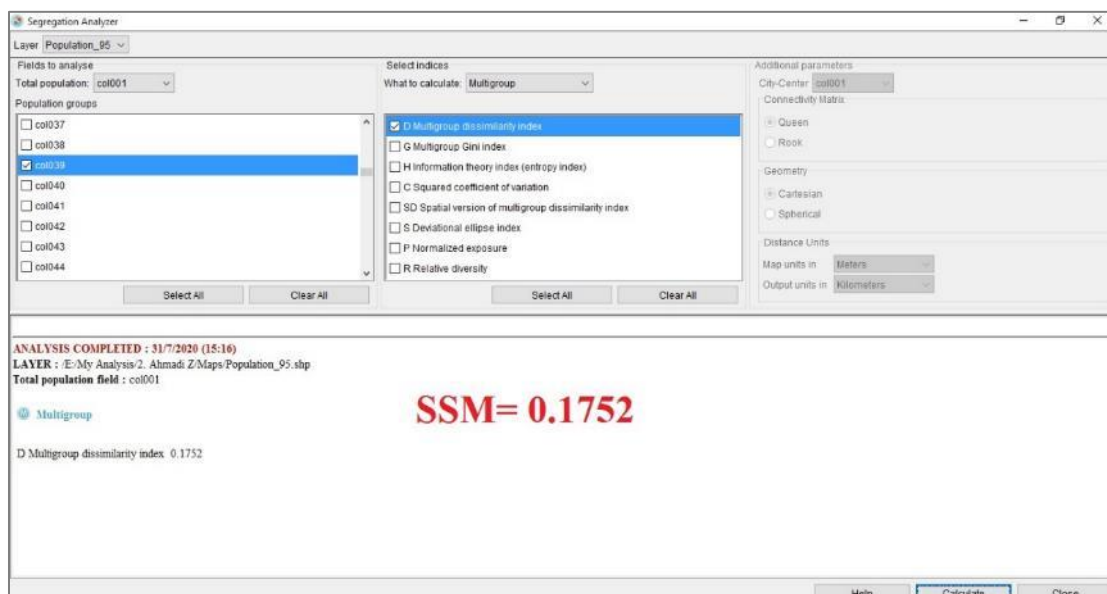 Segregation Analyzer
Layer Population_95
Fields to analyse
Total population: col001
Population groups
col037
col038
col039
col040
col041
col042
col043
col044
Select All Clear All
Select indices
What to calculate: Multigroup
D Multigroup dissimilarity index
G Multigroup Gini index
H Information theory index (entropy index)
C Squared coefficient of variation
SD Spatial version of multigroup dissimilarity index
S Deviational ellipse index
P Normalized exposure
R Relative diversity
Select All Clear All
Additional parameters
City-Center col001
Connectivity Matrix
Queen
Rook
Geometry
Cartesian
Spherical
Distance Units
Map units in Meters
Output units in Kilometers
ANALYSIS COMPLETED : 31/7/2020 (15:16)
LAYER : /E:/My Analysis/2. Ahmadi Z/Maps/Population_95.shp
Total population field : col001
Multigroup
SSM= 0.1752
D Multigroup dissimilarity index 0.1752
Help Calculate Close